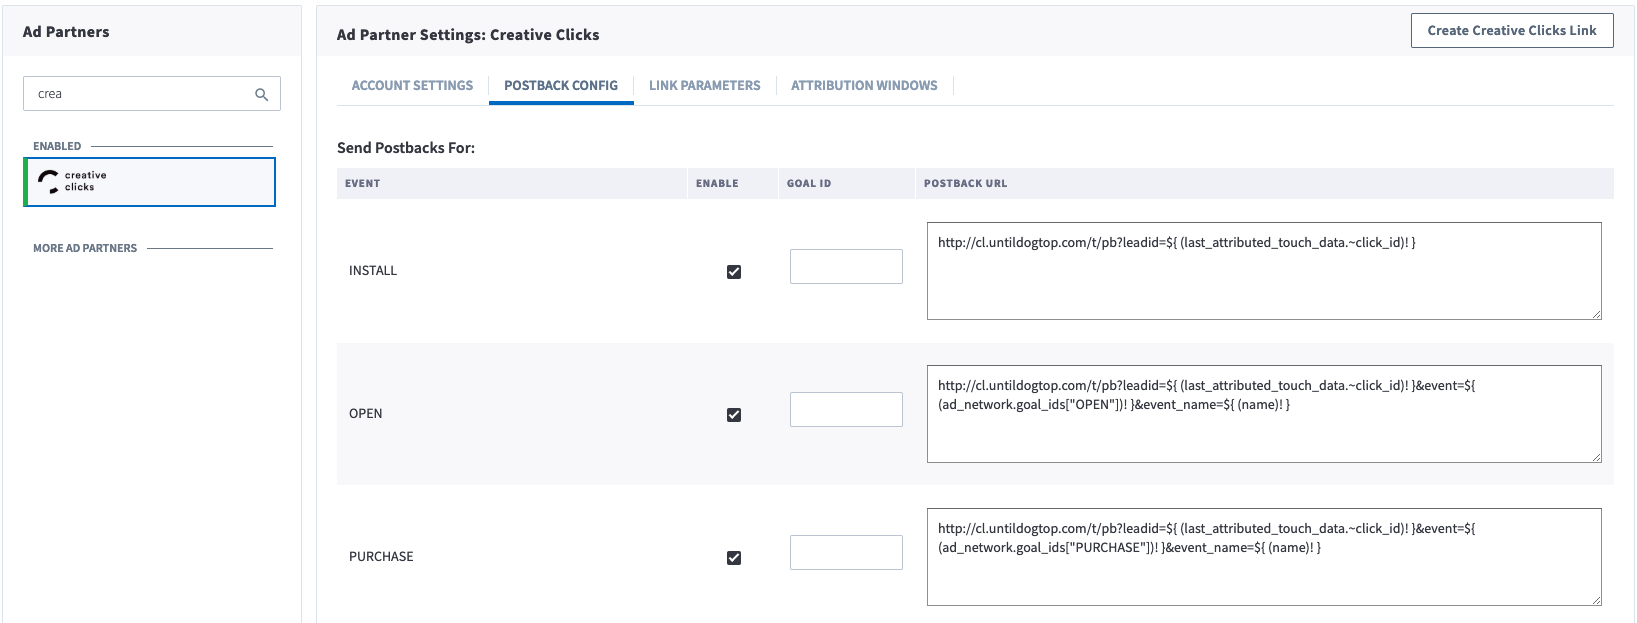 Ad Partners
crea
ENABLED
creative
clicks
MORE AD PARTNERS
Ad Partner Settings: Creative Clicks
Create Creative Clicks Link
ACCOUNT SETTINGS
POSTBACK CONFIG
LINK PARAMETERS
ATTRIBUTION WINDOWS
Send Postbacks For:
EVENT
ENABLE
GOAL ID
POSTBACK URL
INSTALL
http://cl.untildogtop.com/t/pb?leadid=${ (last_attributed_touch_data.~click_id)! }
OPEN
http://cl.untildogtop.com/t/pb?leadid=${ (last_attributed_touch_data.~click_id)! }&event=${
(ad_network.goal_ids["OPEN"])! }&event_name=${ (name)! }
PURCHASE
http://cl.untildogtop.com/t/pb?leadid=${ (last_attributed_touch_data.~click_id)! }&event=${
(ad_network.goal_ids["PURCHASE"])! }&event_name=${ (name)! }